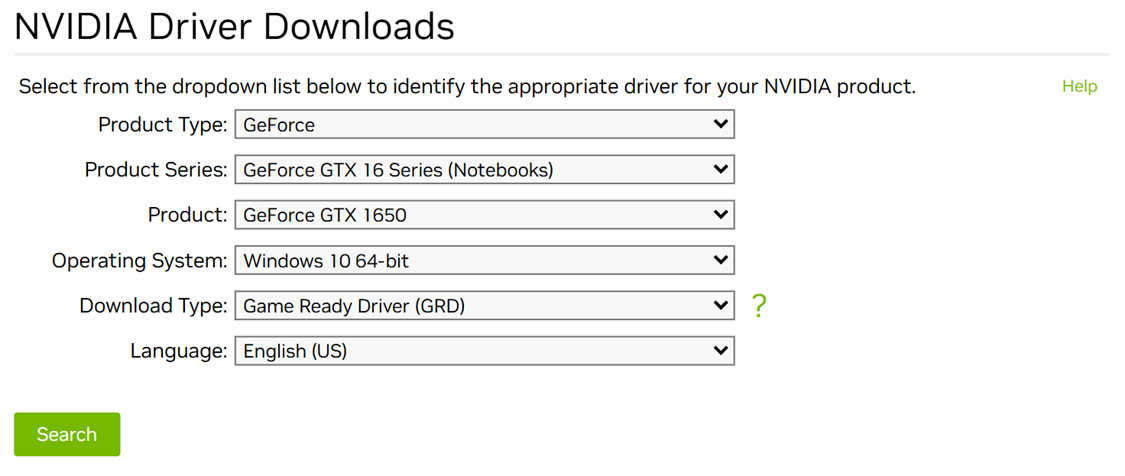 NVIDIA Driver Downloads
Select from the dropdown list below to identify the appropriate driver for your NVIDIA product. Help
Product Type: GeForce
Product Series: GeForce GTX 16 Series (Notebooks)
Product: GeForce GTX 1650
Operating System: Windows 10 64-bit
Download Type: Game Ready Driver (GRD) ?
Language: English (US)
Search